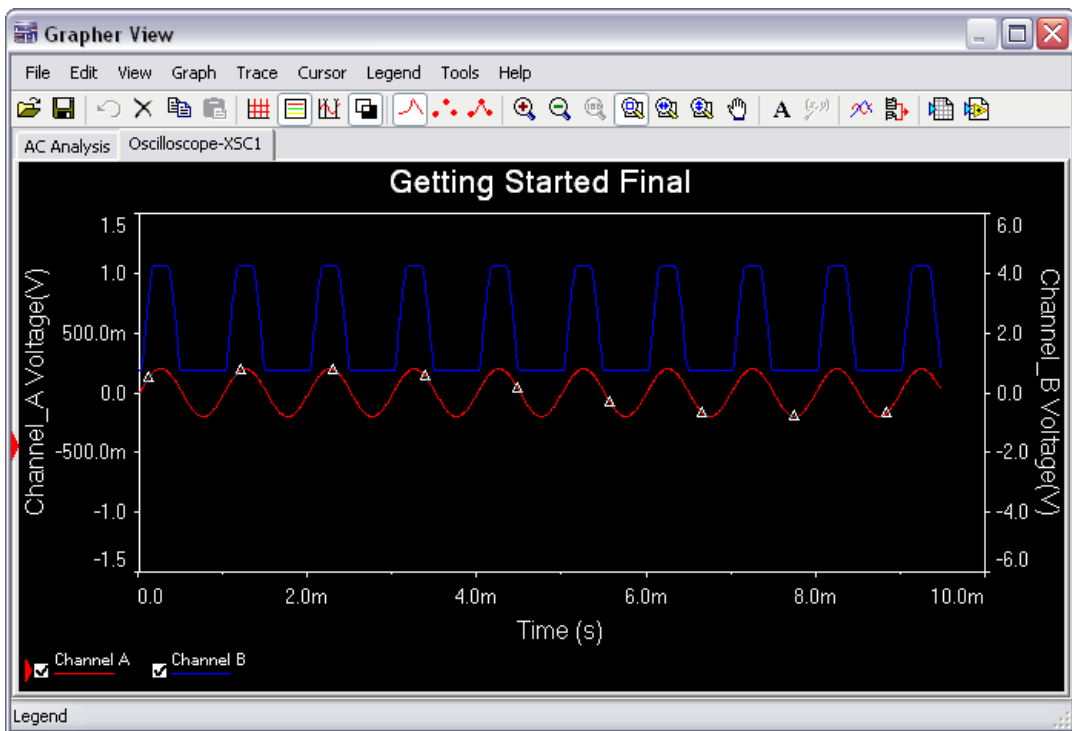 Grapher View
File Edit View Graph Trace Cursor Legend Tools Help
A
AC Analysis Oscilloscope-XSC1
Getting Started Final
Channel_A Voltage(V)
1.5
1.0
500.0m
0.0
-500.0m
-1.0
-1.5
6.0
4.0
2.0
0.0
-2.0
-4.0
-6.0
Channel_B Voltage(V)
0.0 2.0m 4.0m 6.0m 8.0m 10.0m
Time (s)
Channel A Channel B
Legend